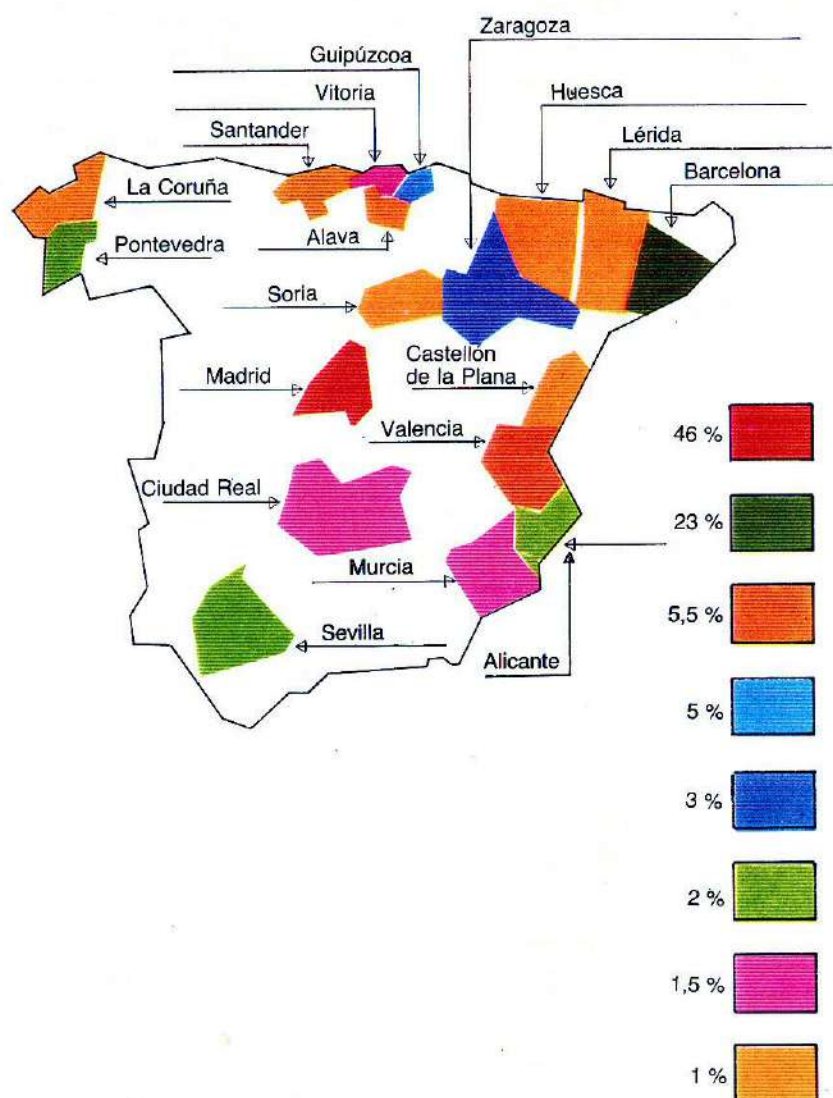 Zaragoza
Guipúzcoa
Vitoria
Huesca
Santander
Lérida
Barcelona
La Coruña
Pontevedra
Alava
Soria
Castellón
de la Plana
Madrid
Valencia
46 %
Ciudad Real
23 %
Murcia
5,5 %
Sevilla
Alicante
5 %
3 %
2 %
1,5 %
1 %